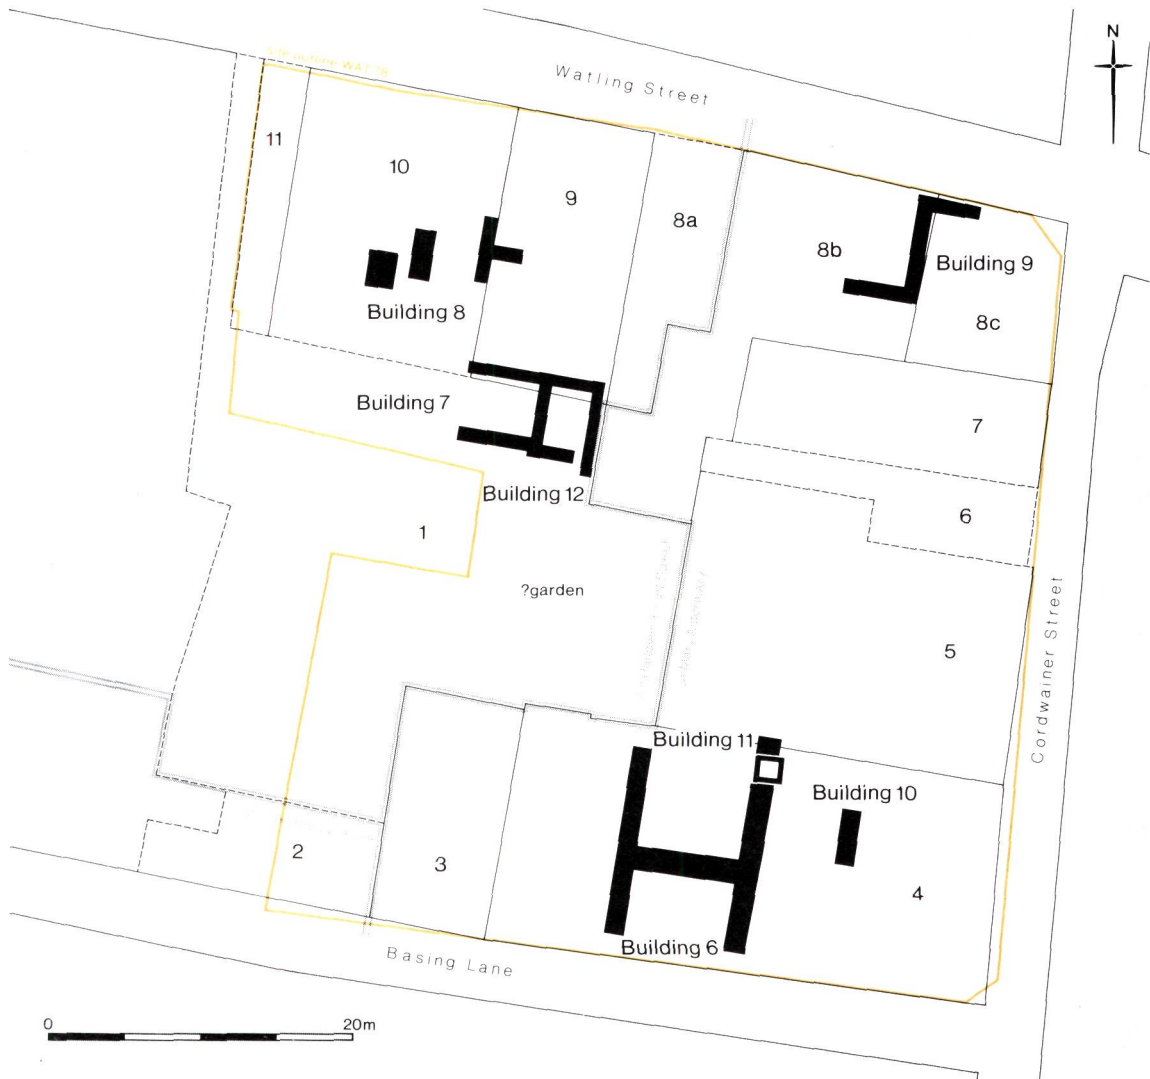 N
site outline WAT 78
Watling Street
11
10
9
8a
8b
Building 9
8c
Building 8
Building 7
7
Building 12
6
1
?garden
5
Cordwainer Street
Building 11
Building 10
2
3
4
Building 6
Basing Lane
0
20m